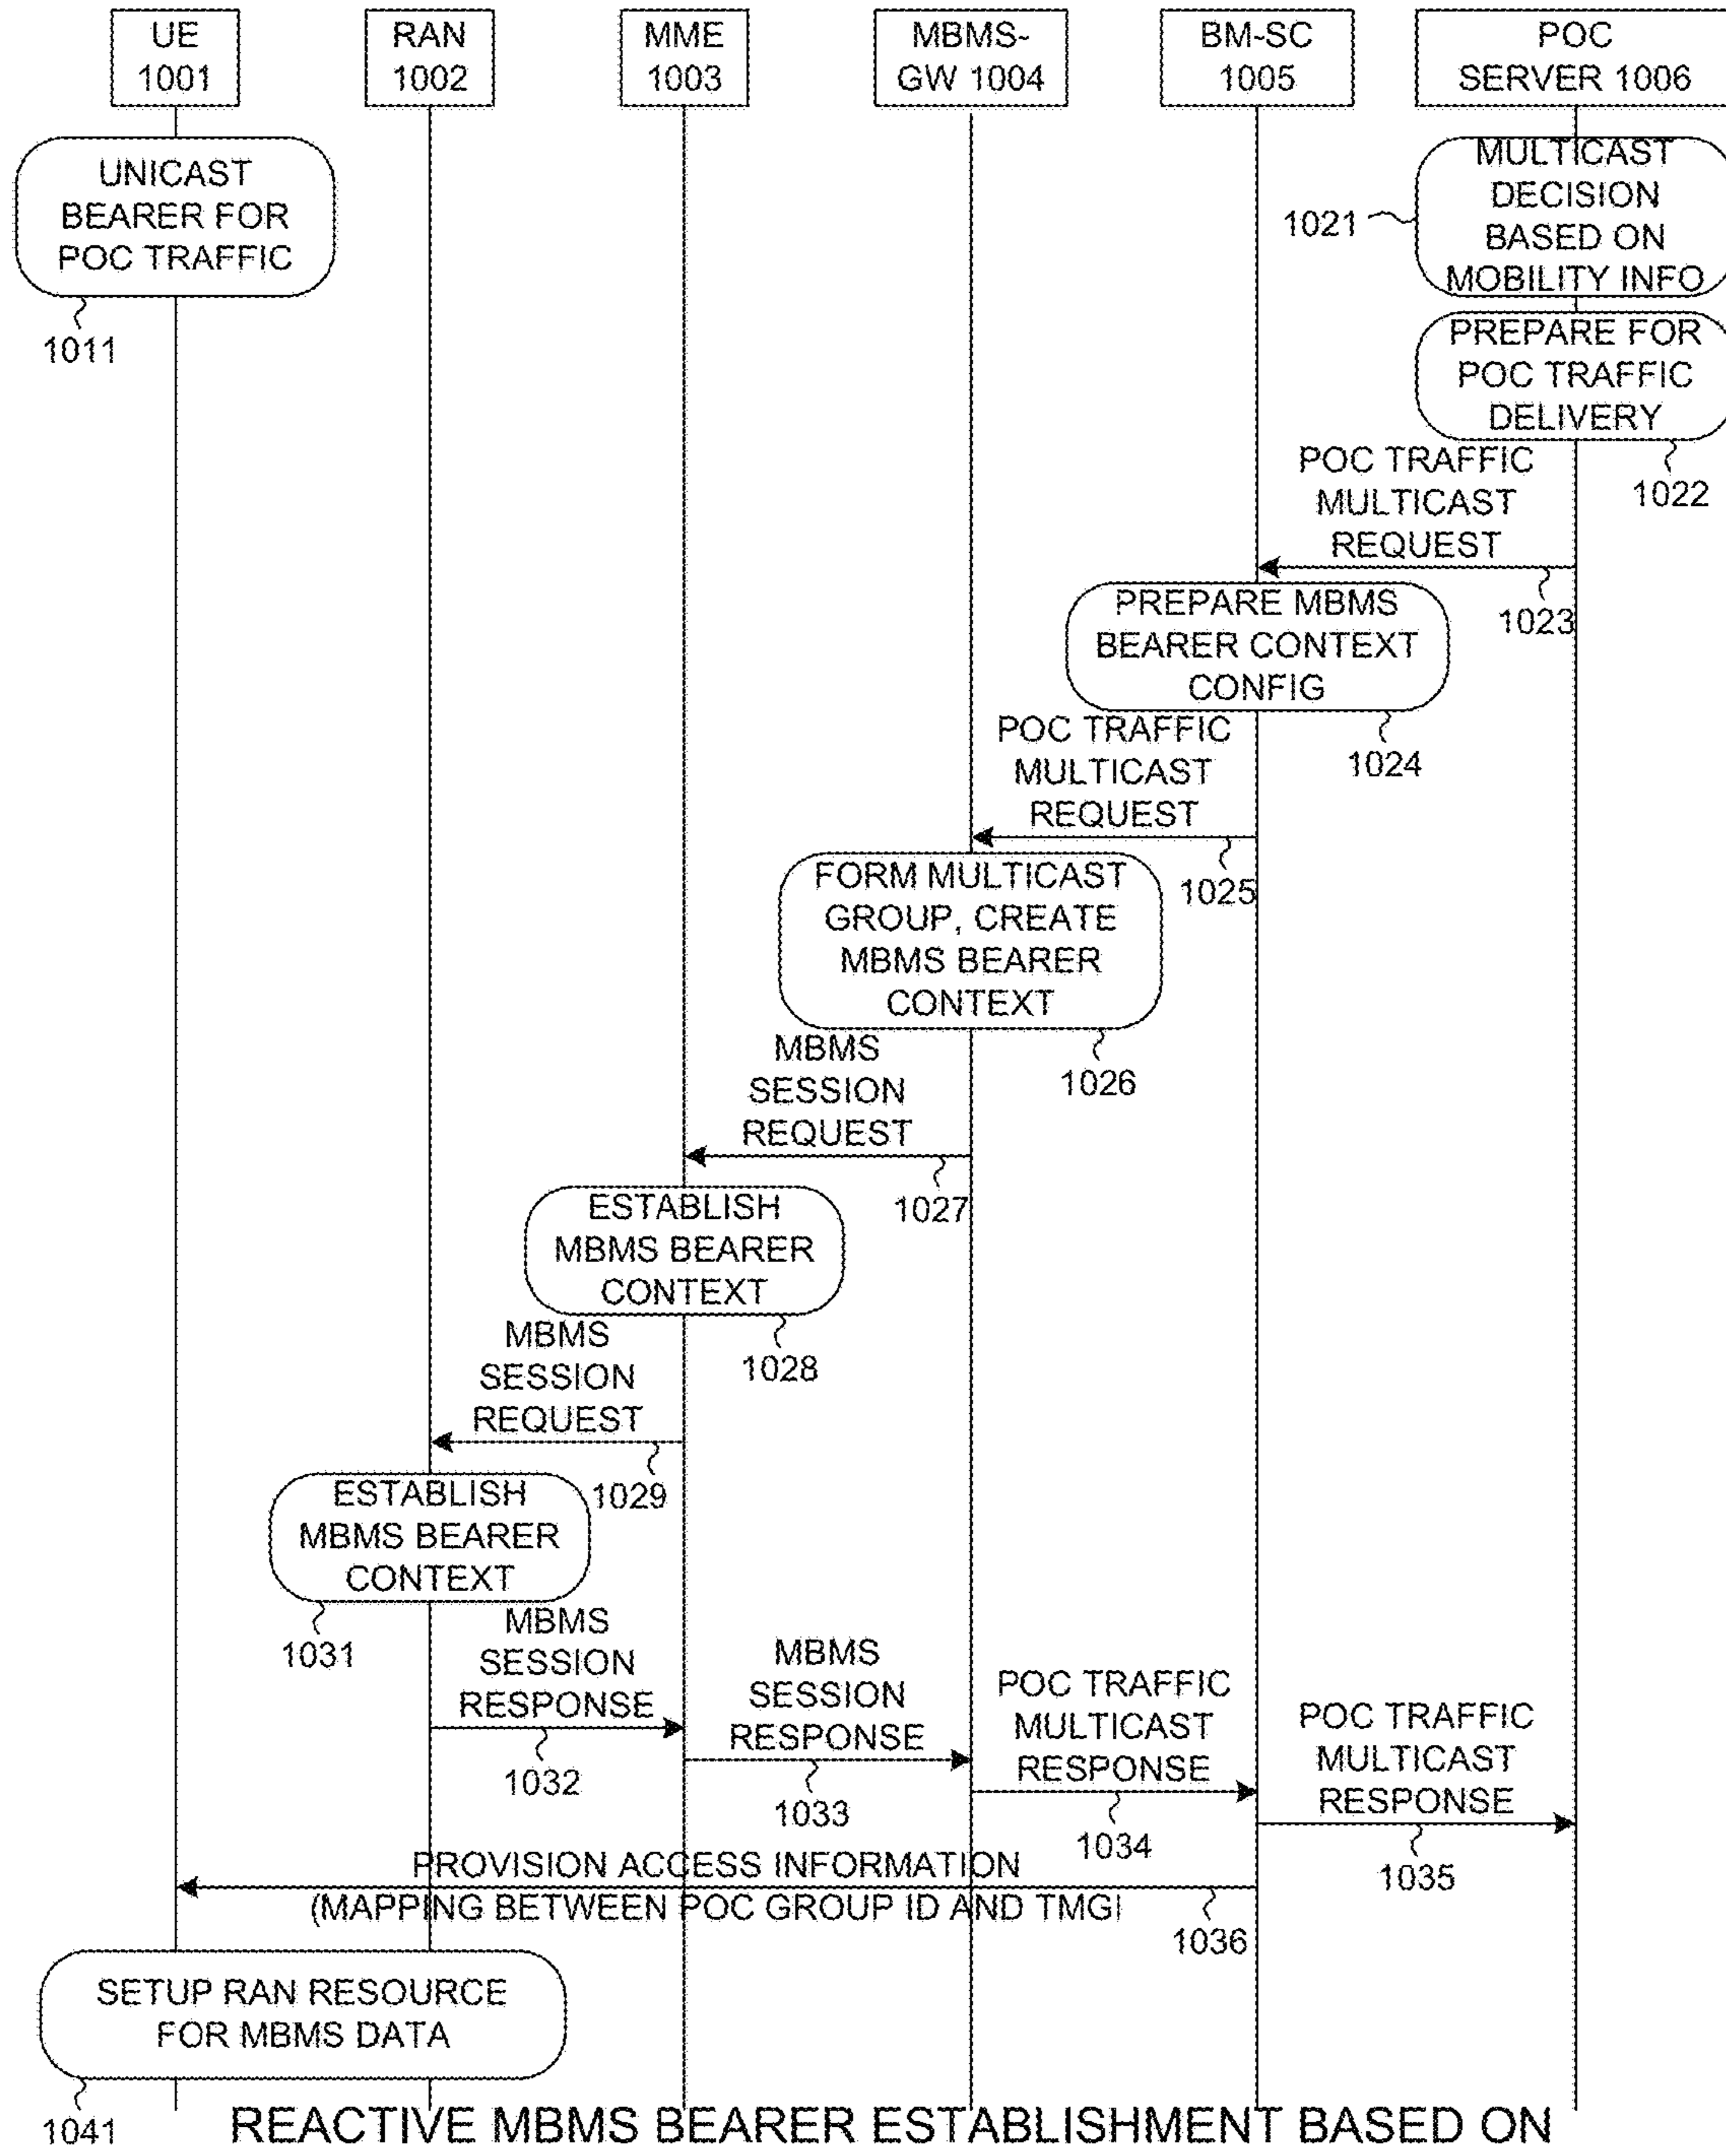 UE
1001
RAN
1002
MME
1003
MBMS-
GW 1004
BM-SC
1005
POC
SERVER 1006
UNICAST
BEARER FOR
POC TRAFFIC
1011
MULTICAST
DECISION
BASED ON
MOBILITY INFO
1021
PREPARE FOR
POC TRAFFIC
DELIVERY
1022
POC TRAFFIC
MULTICAST
REQUEST
1023
PREPARE MBMS
BEARER CONTEXT
CONFIG
1024
POC TRAFFIC
MULTICAST
REQUEST
1025
FORM MULTICAST
GROUP, CREATE
MBMS BEARER
CONTEXT
1026
MBMS
SESSION
REQUEST
1027
ESTABLISH
MBMS BEARER
CONTEXT
1028
MBMS
SESSION
REQUEST
1029
ESTABLISH
MBMS BEARER
CONTEXT
1031
MBMS
SESSION
RESPONSE
1032
MBMS
SESSION
RESPONSE
1033
POC TRAFFIC
MULTICAST
RESPONSE
1034
POC TRAFFIC
MULTICAST
RESPONSE
1035
PROVISION ACCESS INFORMATION
(MAPPING BETWEEN POC GROUP ID AND TMGI
1036
SETUP RAN RESOURCE
FOR MBMS DATA
1041
REACTIVE MBMS BEARER ESTABLISHMENT BASED ON